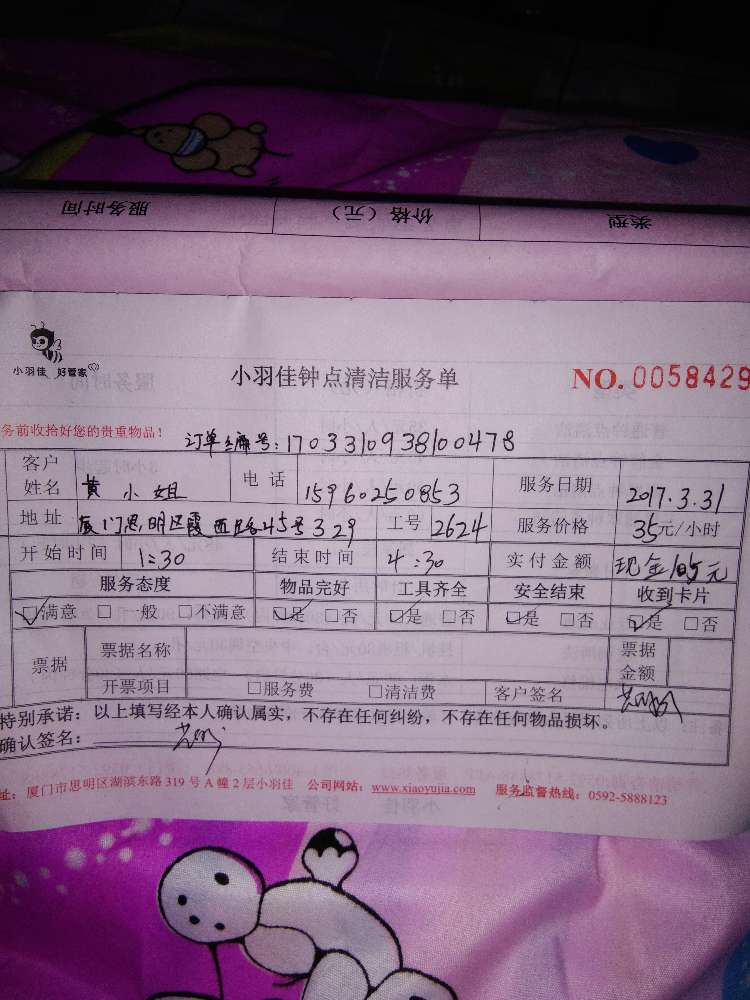 服务时间 价格（元） 类型
小羽佳 好管家
小羽佳钟点清洁服务单 NO. 0058429
务前收拾好您的贵重物品！ 订单编号：1703310938100478
客户姓名 黄小姐 电话 15960250853 服务日期 2017.3.31
地址 厦门思明区霞西路45号329 工号 2624 服务价格 35元/小时
开始时间 1:30 结束时间 4:30 实付金额 现金105元
服务态度 物品完好 工具齐全 安全结束 收到卡片
☑满意 □一般 □不满意 ☑是 □否 ☑是 □否 ☑是 □否 ☑是 □否
票据 票据名称 票据金额
开票项目 □服务费 □清洁费 客户签名
特别承诺：以上填写经本人确认属实，不存在任何纠纷，不存在任何物品损坏。
确认签名：
址：厦门市思明区湖滨东路319号A幢2层小羽佳 公司网站：www.xiaoyujia.com 服务监督热线：0592-5888123